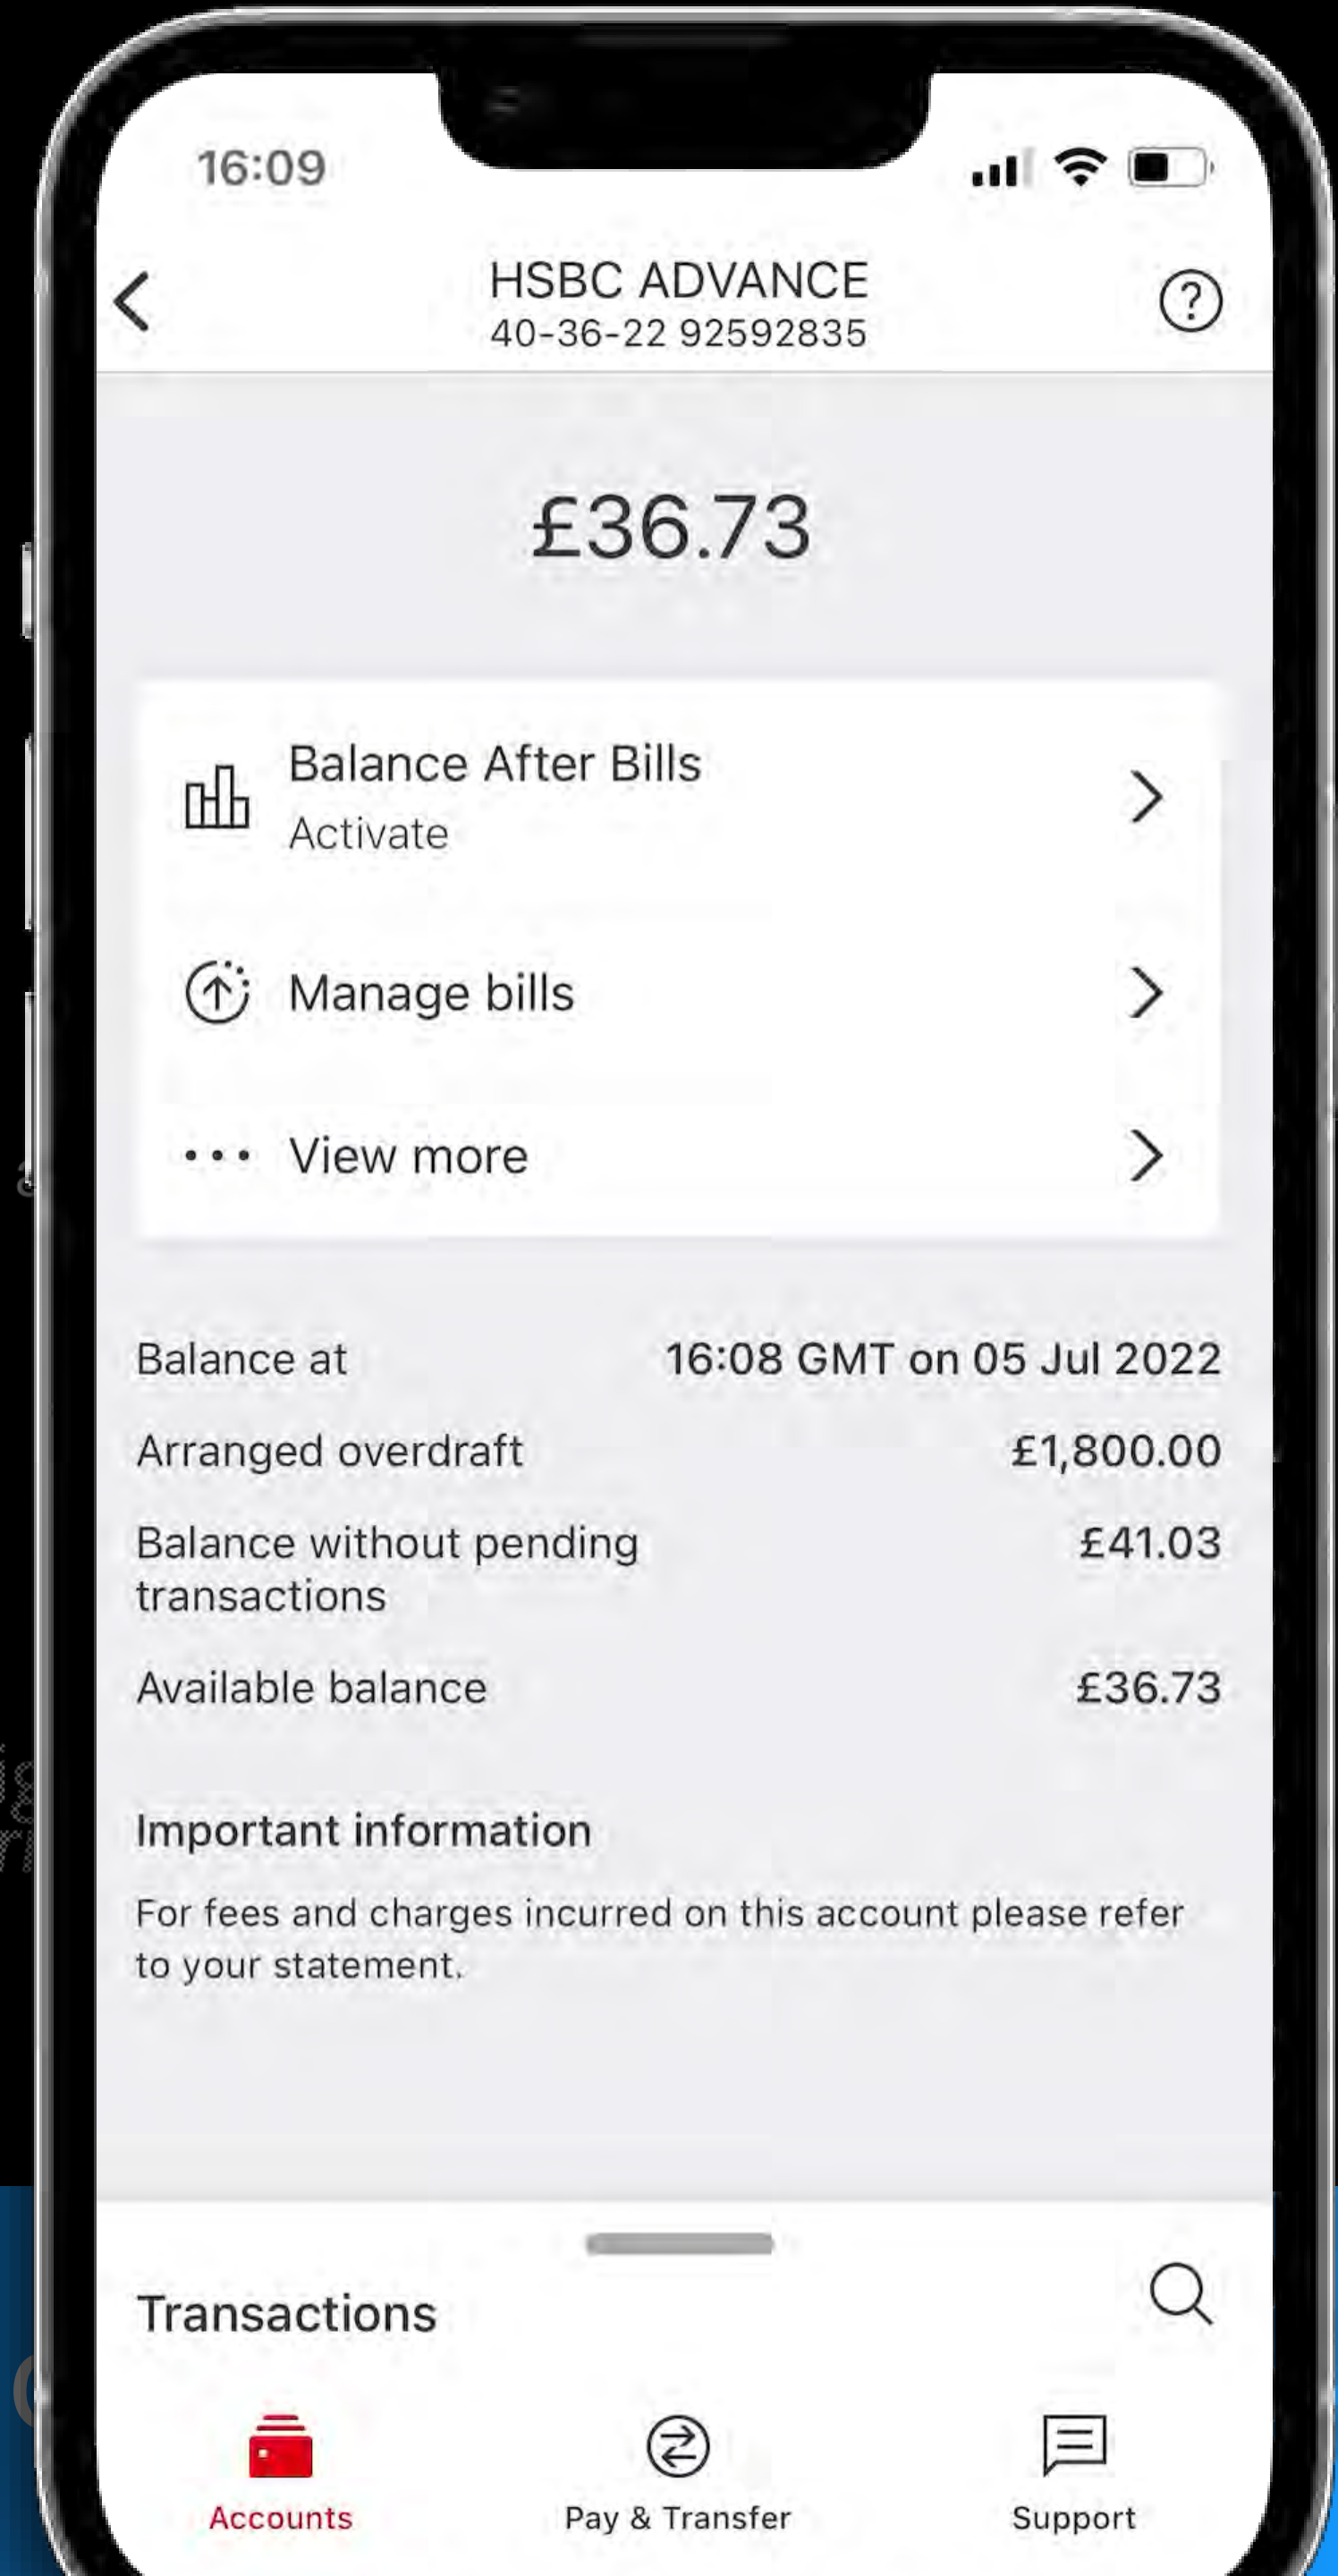 16:09
HSBC ADVANCE
40-36-22 92592835
£36.73
Balance After Bills
Activate
Manage bills
View more
Balance at 16:08 GMT on 05 Jul 2022
Arranged overdraft £1,800.00
Balance without pending £41.03
transactions
Available balance £36.73
Important information
For fees and charges incurred on this account please refer
to your statement.
Transactions
Accounts Pay & Transfer Support